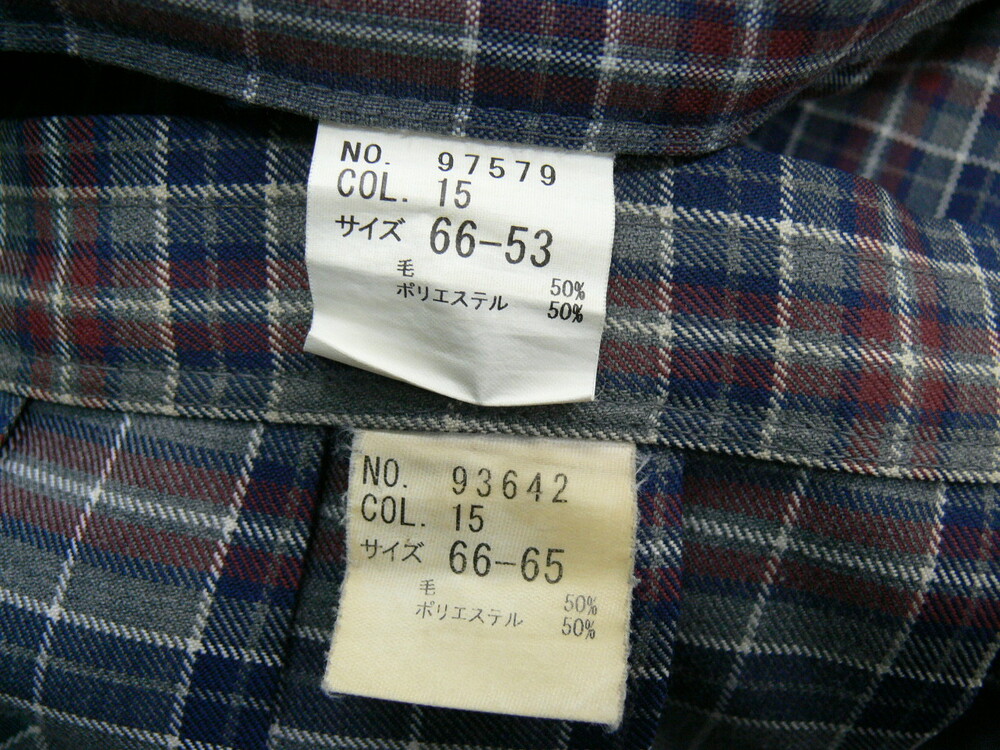 NO. 97579
COL. 15
サイズ 66-53
毛 50%
ポリエステル 50%
NO. 93642
COL. 15
サイズ 66-65
毛 50%
ポリエステル 50%